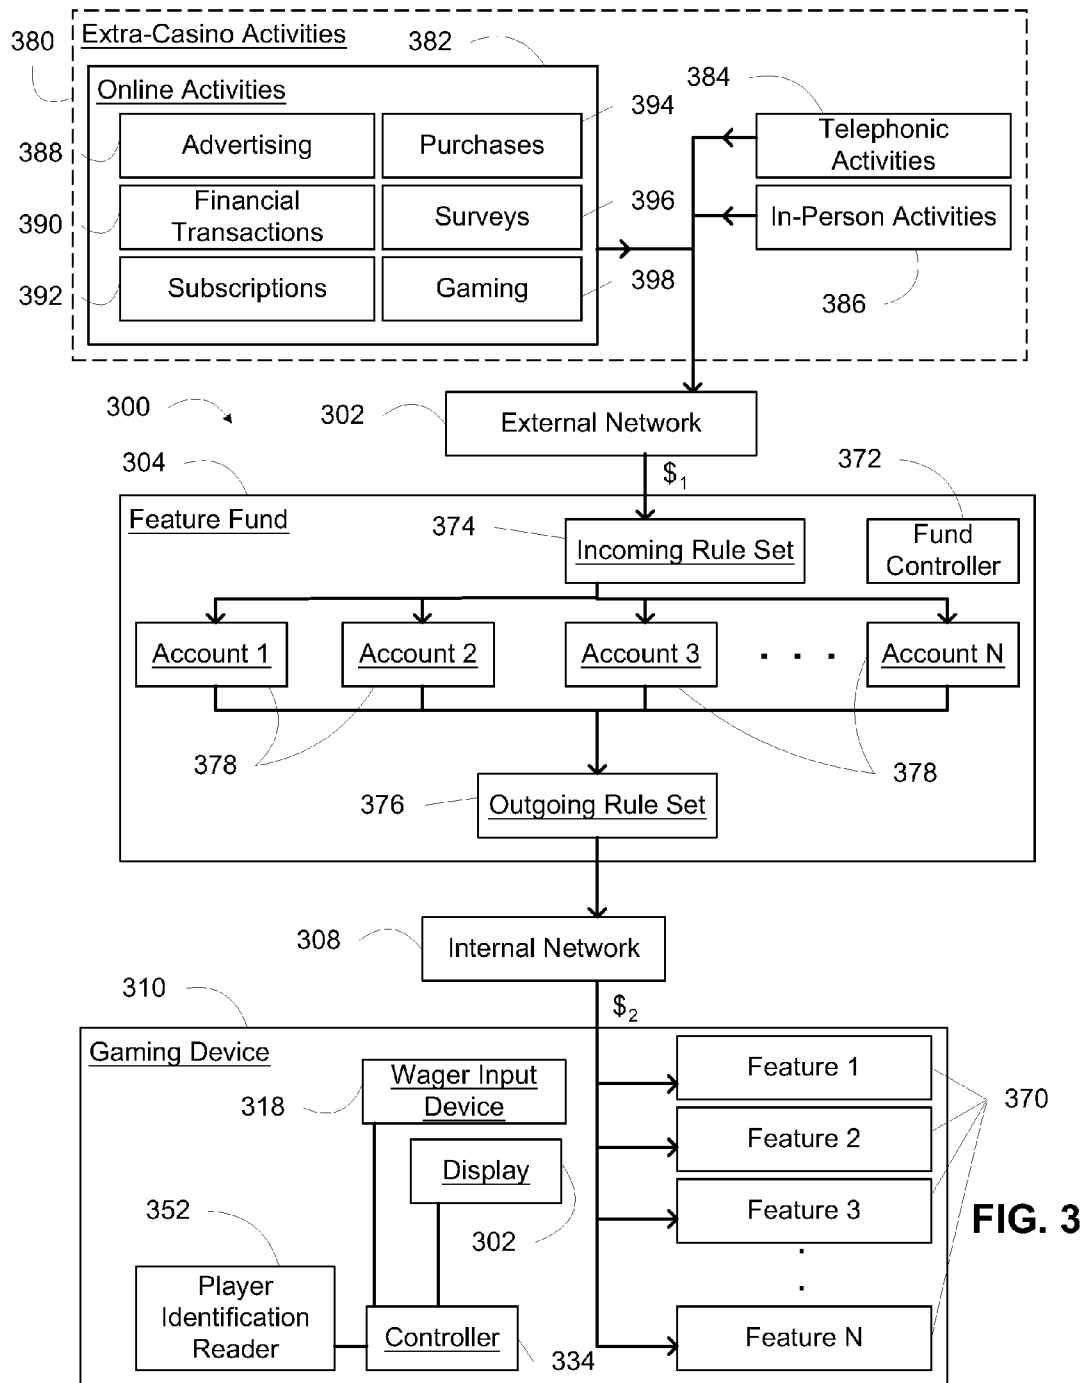 Extra-Casino Activities
380
382
Online Activities
384
394
Advertising
Purchases
388
Telephonic
Activities
390
Financial
Transactions
Surveys
396
In-Person Activities
392
Subscriptions
Gaming
398
386
300
302
External Network
304
$1
372
Feature Fund
374
Incoming Rule Set
Fund
Controller
Account 1
Account 2
Account 3
. . .
Account N
378
378
376
Outgoing Rule Set
308
Internal Network
310
$2
Gaming Device
318
Wager Input
Device
Feature 1
370
Feature 2
Display
352
302
Feature 3
FIG. 3
.
.
Player
Identification
Reader
Controller
334
Feature N